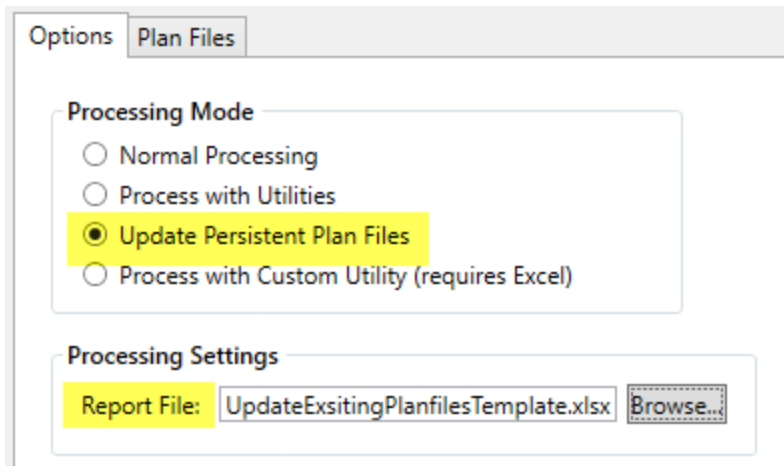 Options Plan Files
Processing Mode
Normal Processing
Process with Utilities
Update Persistent Plan Files
Process with Custom Utility (requires Excel)
Processing Settings
Report File: UpdateExsitingPlanfilesTemplate.xlsx Browse...